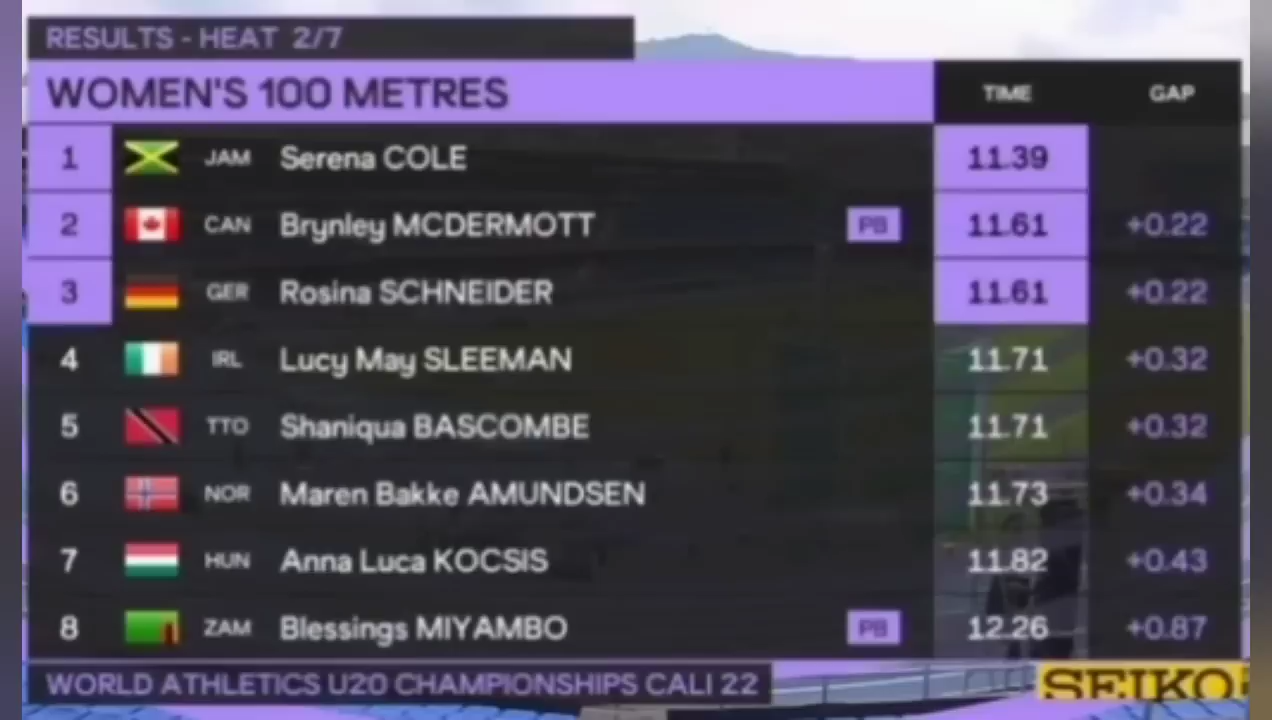 RESULTS - HEAT 2/7
WOMEN'S 100 METRES TIME GAP
1 JAM Serena COLE 11.39
2 CAN Brynley MCDERMOTT PB 11.61 +0.22
3 GER Rosina SCHNEIDER 11.61 +0.22
4 IRL Lucy May SLEEMAN 11.71 +0.32
5 TTO Shaniqua BASCOMBE 11.71 +0.32
6 NOR Maren Bakke AMUNDSEN 11.73 +0.34
7 HUN Anna Luca KOCSIS 11.82 +0.43
8 ZAM Blessings MIYAMBO PB 12.26 +0.87
WORLD ATHLETICS U20 CHAMPIONSHIPS CALI 22
SEIKO